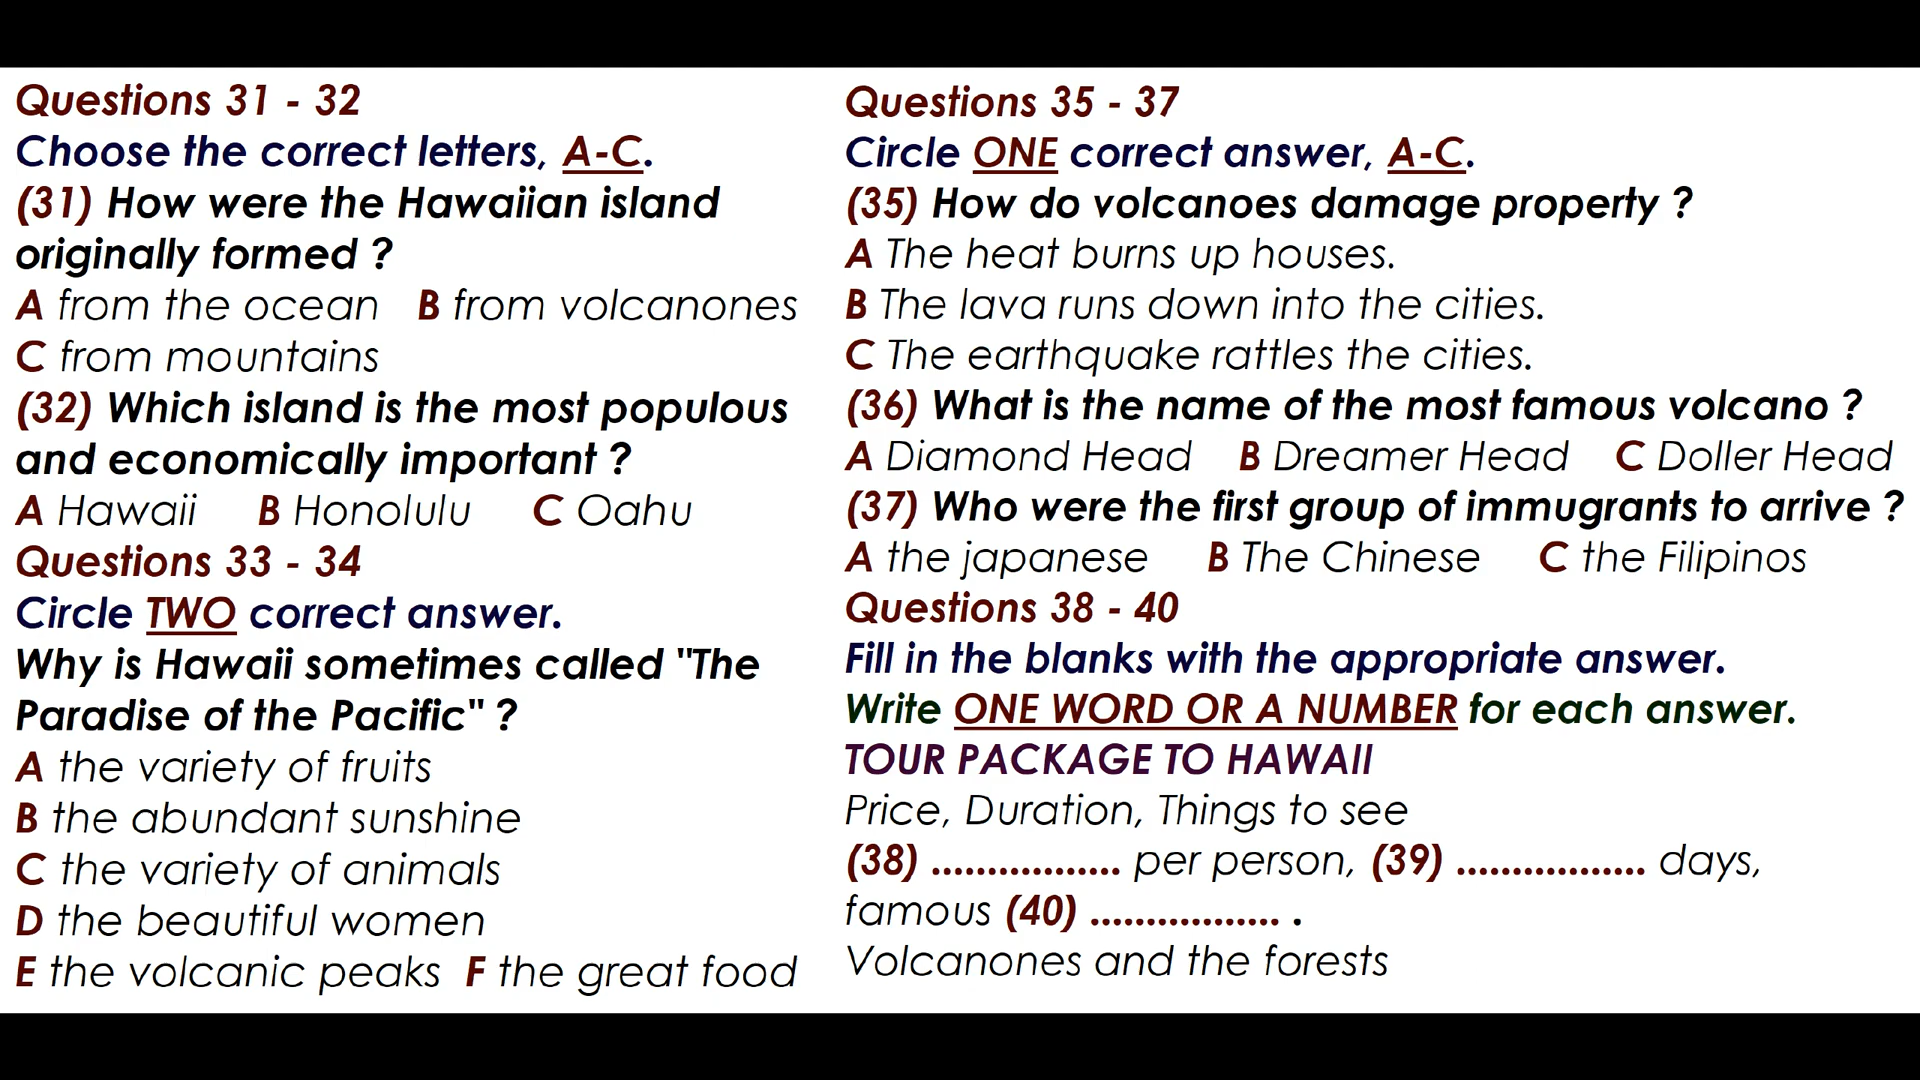 Questions 31 - 32
Choose the correct letters, A-C.
(31) How were the Hawaiian island
originally formed ?
A from the ocean B from volcanones
C from mountains
(32) Which island is the most populous
and economically important ?
A Hawaii B Honolulu C Oahu
Questions 33 - 34
Circle TWO correct answer.
Why is Hawaii sometimes called "The
Paradise of the Pacific" ?
A the variety of fruits
B the abundant sunshine
C the variety of animals
D the beautiful women
E the volcanic peaks F the great food
Questions 35 - 37
Circle ONE correct answer, A-C.
(35) How do volcanoes damage property ?
A The heat burns up houses.
B The lava runs down into the cities.
C The earthquake rattles the cities.
(36) What is the name of the most famous volcano ?
A Diamond Head B Dreamer Head C Doller Head
(37) Who were the first group of immugrants to arrive ?
A the japanese B The Chinese C the Filipinos
Questions 38 - 40
Fill in the blanks with the appropriate answer.
Write ONE WORD OR A NUMBER for each answer.
TOUR PACKAGE TO HAWAII
Price, Duration, Things to see
(38) ................. per person, (39) ................. days,
famous (40) ................. .
Volcanones and the forests